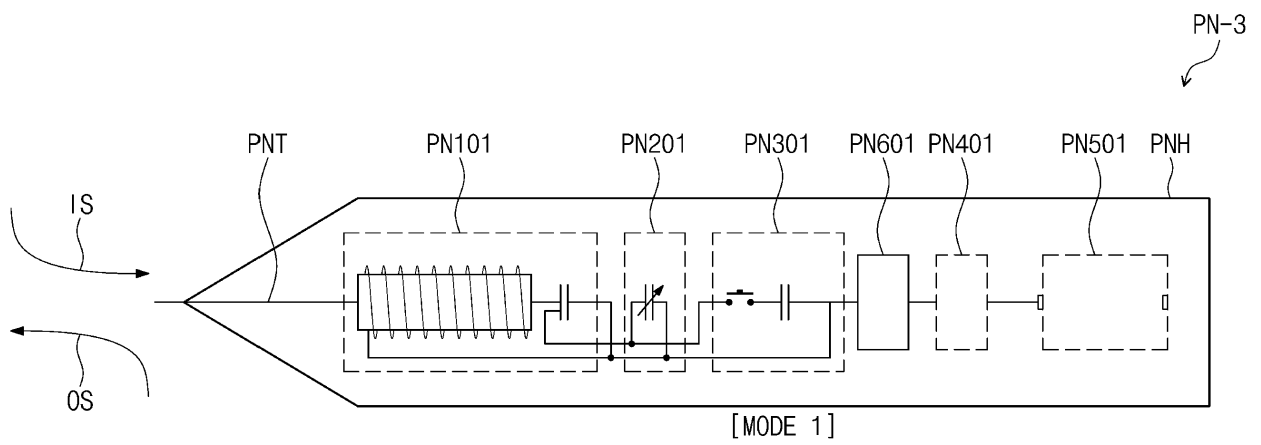 PN-3
PNT
PN101
PN201
PN301
PN601
PN401
PN501
PNH
IS
OS
[MODE 1]